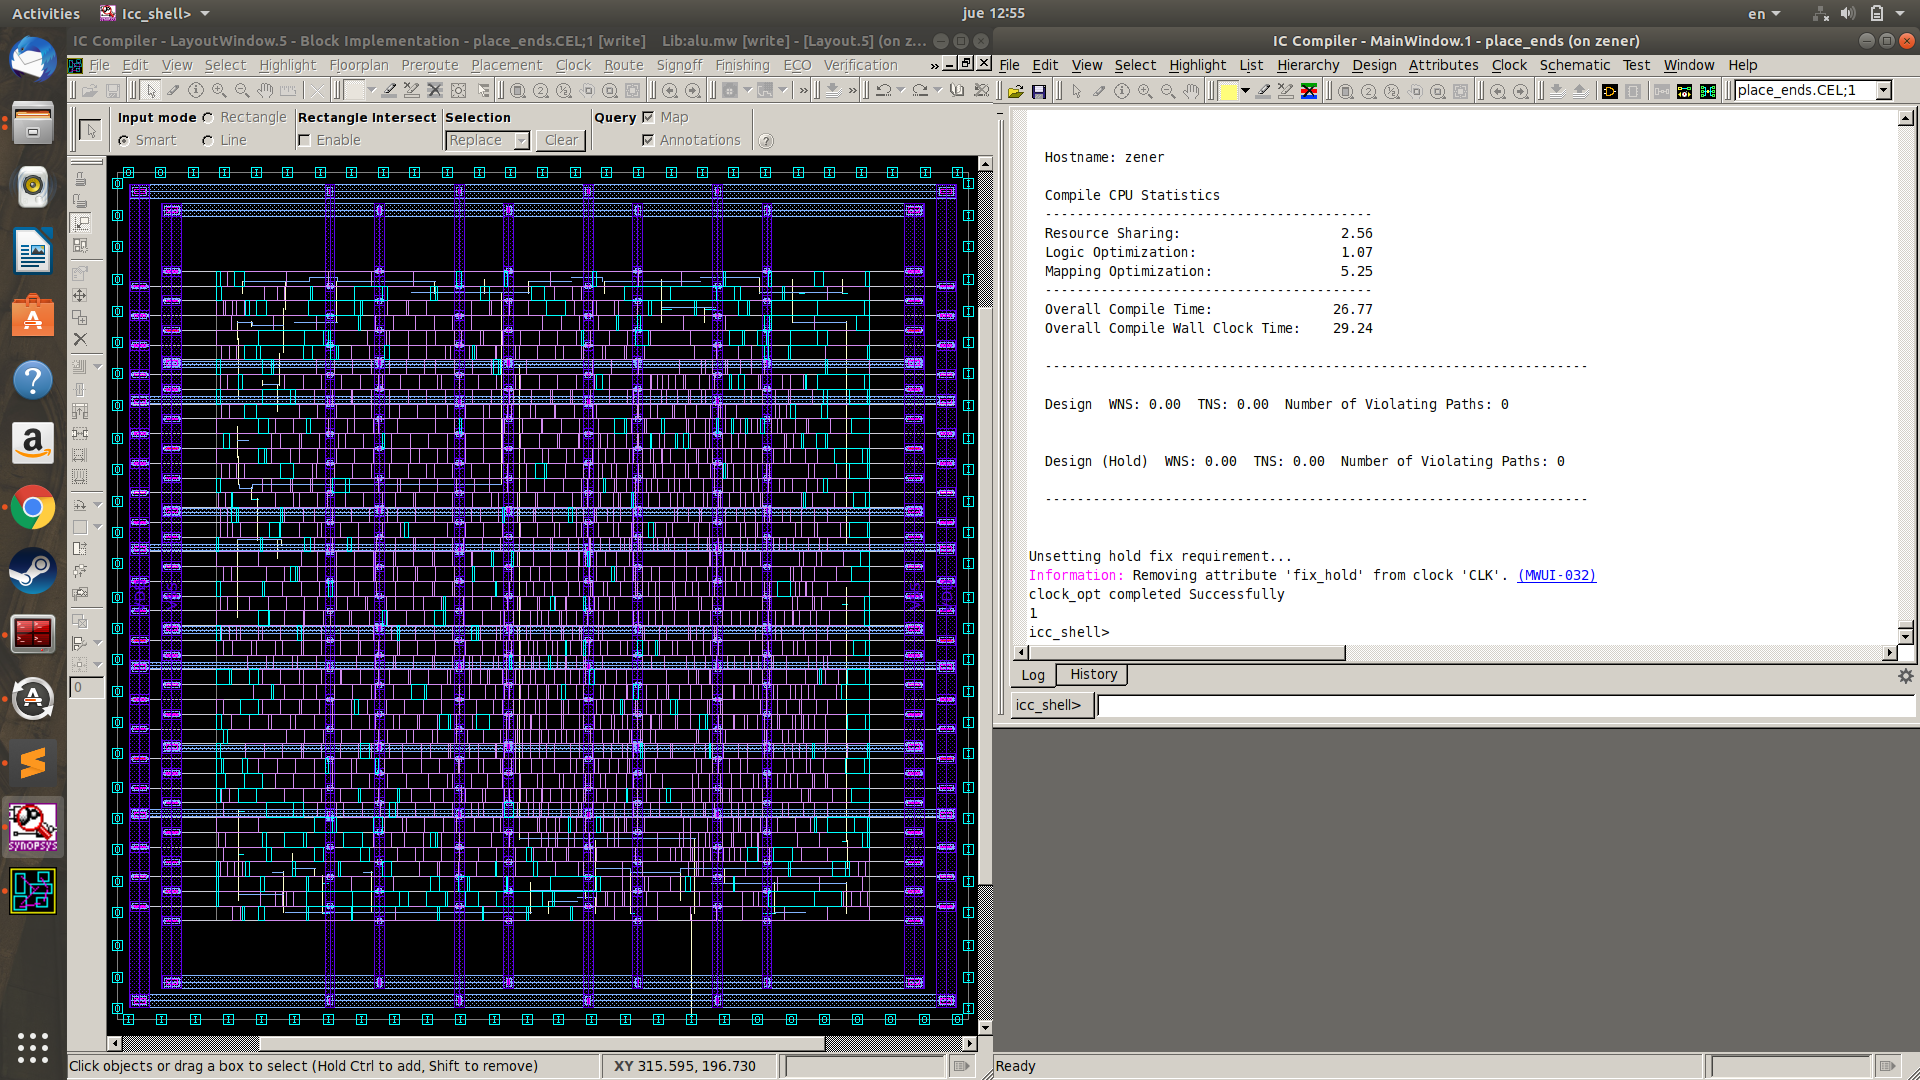 Activities
Icc_shell>
jue 12:55
en
IC Compiler - LayoutWindow.5 - Block Implementation - place_ends.CEL;1 [write]    Lib:alu.mw [write] - [Layout.5] (on z...
IC Compiler - MainWindow.1 - place_ends (on zener)
File Edit View Select Highlight Floorplan Preroute Placement Clock Route Signoff Finishing ECO Verification »
File Edit View Select Highlight List Hierarchy Design Attributes Clock Schematic Test Window Help
place_ends.CEL;1
Input mode Rectangle Smart Line
Rectangle Intersect Enable
Selection Replace Clear
Query Map Annotations
0
Hostname: zener
Compile CPU Statistics
-----------------------------------------
Resource Sharing: 2.56
Logic Optimization: 1.07
Mapping Optimization: 5.25
-----------------------------------------
Overall Compile Time: 26.77
Overall Compile Wall Clock Time: 29.24
--------------------------------------------------------------------
Design  WNS: 0.00  TNS: 0.00  Number of Violating Paths: 0
Design (Hold)  WNS: 0.00  TNS: 0.00  Number of Violating Paths: 0
--------------------------------------------------------------------
Unsetting hold fix requirement...
Information: Removing attribute 'fix_hold' from clock 'CLK'. (MWUI-032)
clock_opt completed Successfully
1
icc_shell>
Log History
icc_shell>
SYNOPSYS
Click objects or drag a box to select (Hold Ctrl to add, Shift to remove)
XY 315.595, 196.730
Ready